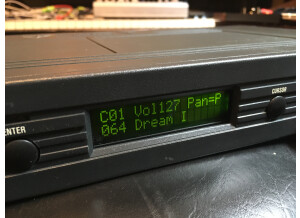 C01 Vol127 Pan=P
064 Dream I
ENTER
CURSOR